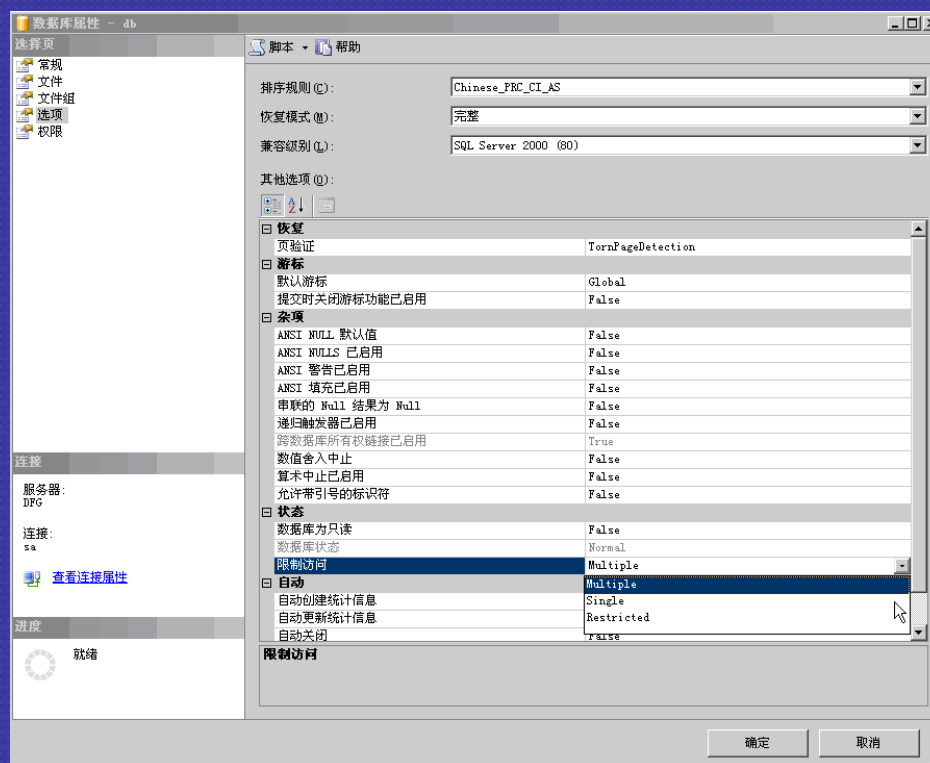 数据库属性 - db
选择页
常规
文件
文件组
选项
权限
脚本 帮助
排序规则(C): Chinese_PRC_CI_AS
恢复模式(M): 完整
兼容级别(L): SQL Server 2000 (80)
其他选项(O):
恢复
页验证 TornPageDetection
游标
默认游标 Global
提交时关闭游标功能已启用 False
杂项
ANSI NULL 默认值 False
ANSI NULLS 已启用 False
ANSI 警告已启用 False
ANSI 填充已启用 False
串联的 Null 结果为 Null False
递归触发器已启用 False
跨数据库所有权链接已启用 True
数值舍入中止 False
算术中止已启用 False
允许带引号的标识符 False
状态
数据库为只读 False
数据库状态 Normal
限制访问 Multiple
Multiple
Single
Restricted
自动
自动创建统计信息
自动更新统计信息
自动关闭 False
限制访问
连接
服务器:
DFG
连接:
sa
查看连接属性
进度
就绪
确定 取消